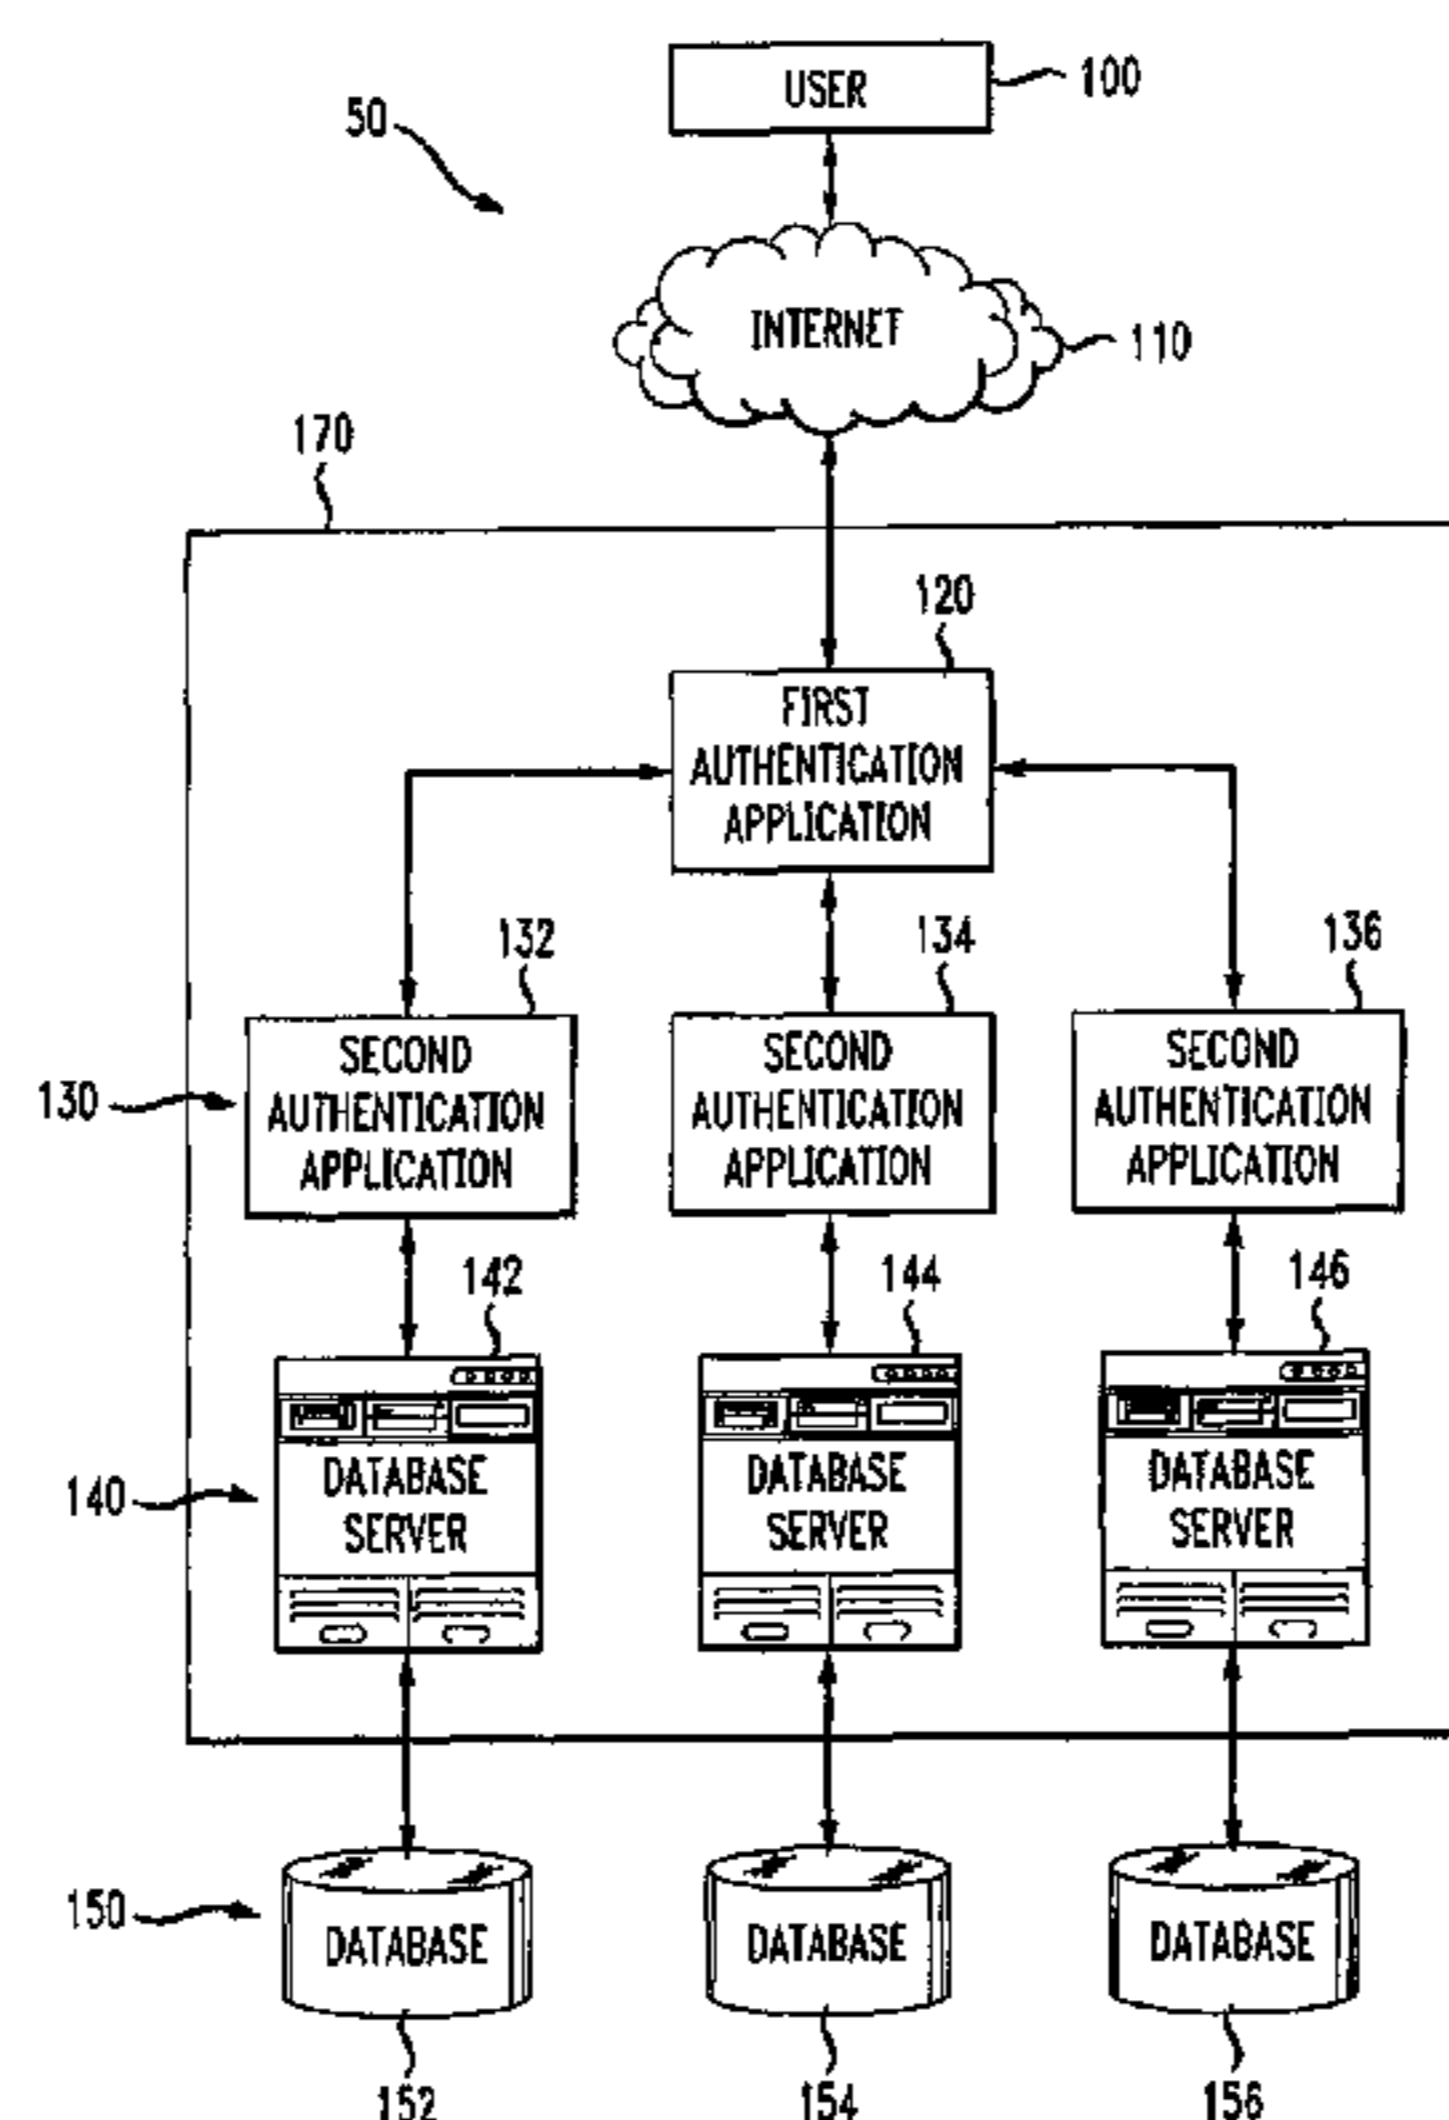 USER
100
50
INTERNET
110
170
120
FIRST
AUTHENTICATION
APPLICATION
132
134
136
130
SECOND
AUTHENTICATION
APPLICATION
SECOND
AUTHENTICATION
APPLICATION
SECOND
AUTHENTICATION
APPLICATION
142
144
146
140
DATABASE
SERVER
DATABASE
SERVER
DATABASE
SERVER
150
DATABASE
DATABASE
DATABASE
152
154
156